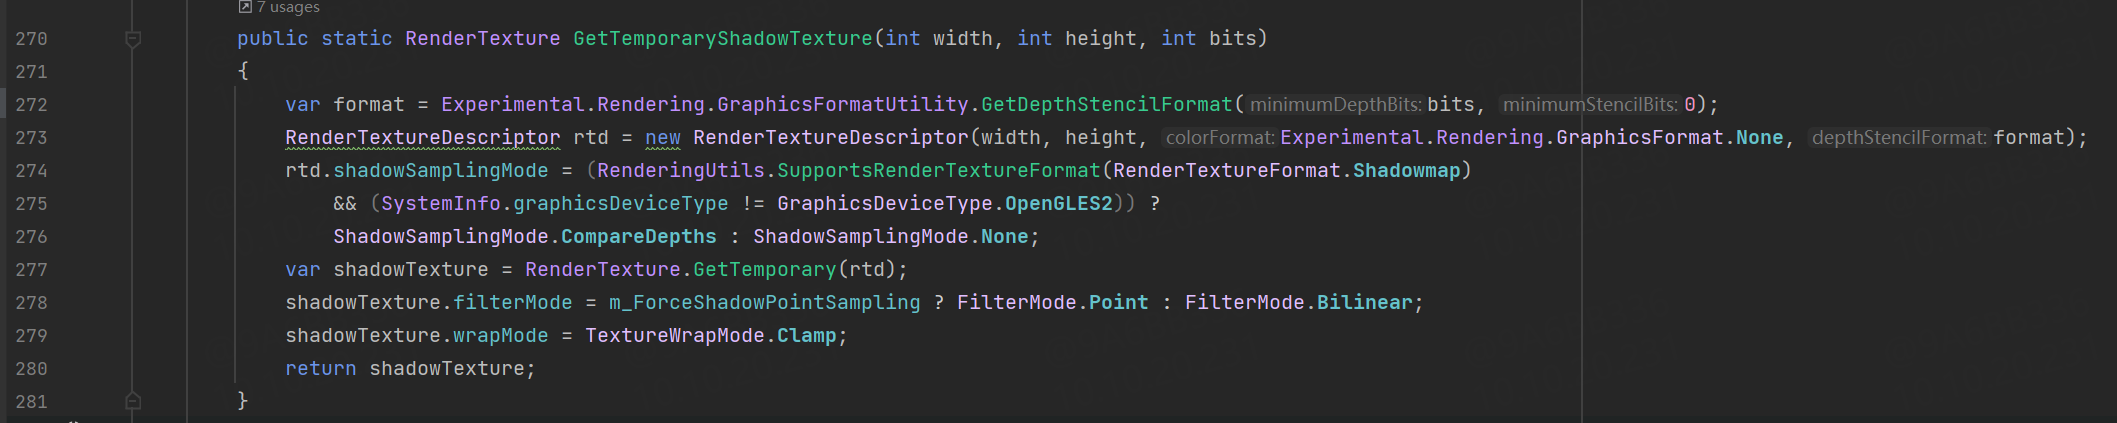 7 usages
270 public static RenderTexture GetTemporaryShadowTexture(int width, int height, int bits)
271 {
272 var format = Experimental.Rendering.GraphicsFormatUtility.GetDepthStencilFormat( minimumDepthBits: bits, minimumStencilBits: 0);
273 RenderTextureDescriptor rtd = new RenderTextureDescriptor(width, height, colorFormat: Experimental.Rendering.GraphicsFormat.None, depthStencilFormat: format);
274 rtd.shadowSamplingMode = (RenderingUtils.SupportsRenderTextureFormat(RenderTextureFormat.Shadowmap)
275 && (SystemInfo.graphicsDeviceType != GraphicsDeviceType.OpenGLES2)) ?
276 ShadowSamplingMode.CompareDepths : ShadowSamplingMode.None;
277 var shadowTexture = RenderTexture.GetTemporary(rtd);
278 shadowTexture.filterMode = m_ForceShadowPointSampling ? FilterMode.Point : FilterMode.Bilinear;
279 shadowTexture.wrapMode = TextureWrapMode.Clamp;
280 return shadowTexture;
281 }